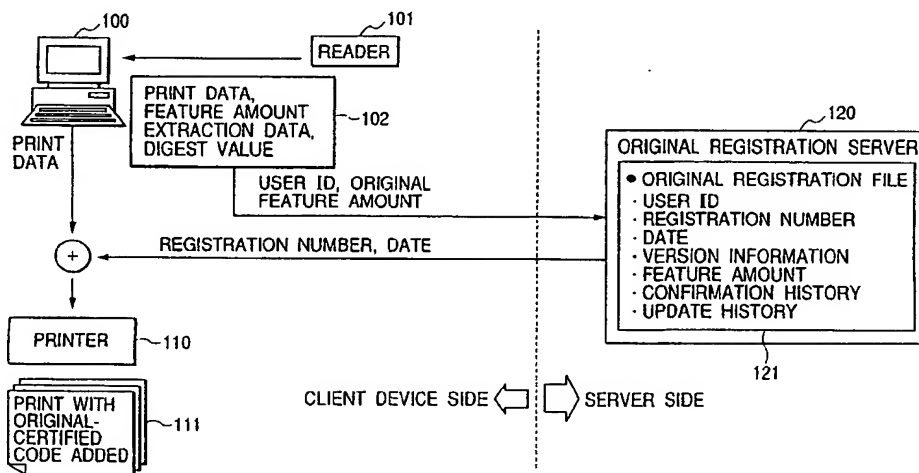 100
101
READER
PRINT DATA,
FEATURE AMOUNT
EXTRACTION DATA,
DIGEST VALUE
102
PRINT
DATA
USER ID, ORIGINAL
FEATURE AMOUNT
120
ORIGINAL REGISTRATION SERVER
● ORIGINAL REGISTRATION FILE
· USER ID
· REGISTRATION NUMBER
· DATE
· VERSION INFORMATION
· FEATURE AMOUNT
· CONFIRMATION HISTORY
· UPDATE HISTORY
121
REGISTRATION NUMBER, DATE
+
PRINTER
110
PRINT WITH
ORIGINAL-
CERTIFIED
CODE ADDED
111
CLIENT DEVICE SIDE
SERVER SIDE